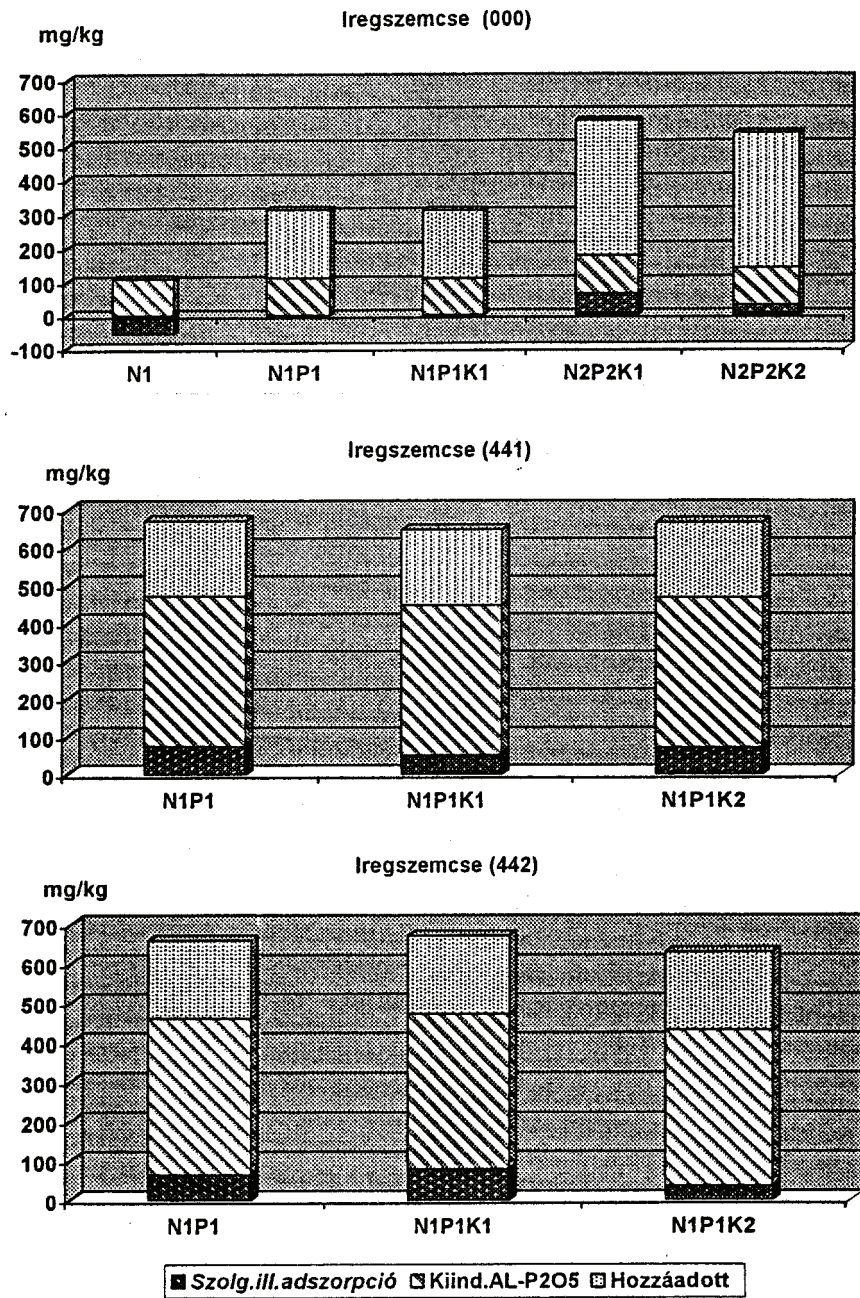 Iregszemcse (000)
mg/kg
700
600
500
400
300
200
100
0
-100
N1 N1P1 N1P1K1 N2P2K1 N2P2K2
Iregszemcse (441)
mg/kg
700
600
500
400
300
200
100
0
N1P1 N1P1K1 N1P1K2
Iregszemcse (442)
mg/kg
700
600
500
400
300
200
100
0
N1P1 N1P1K1 N1P1K2
Szolg.ill.adszorpció Kiind.AL-P2O5 Hozzáadott